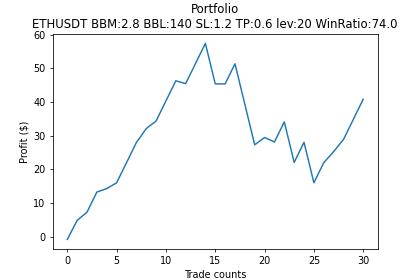 Portfolio
ETHUSDT BBM:2.8 BBL:140 SL:1.2 TP:0.6 lev:20 WinRatio:74.0
Profit ($)
60
50
40
30
20
10
0
0 5 10 15 20 25 30
Trade counts